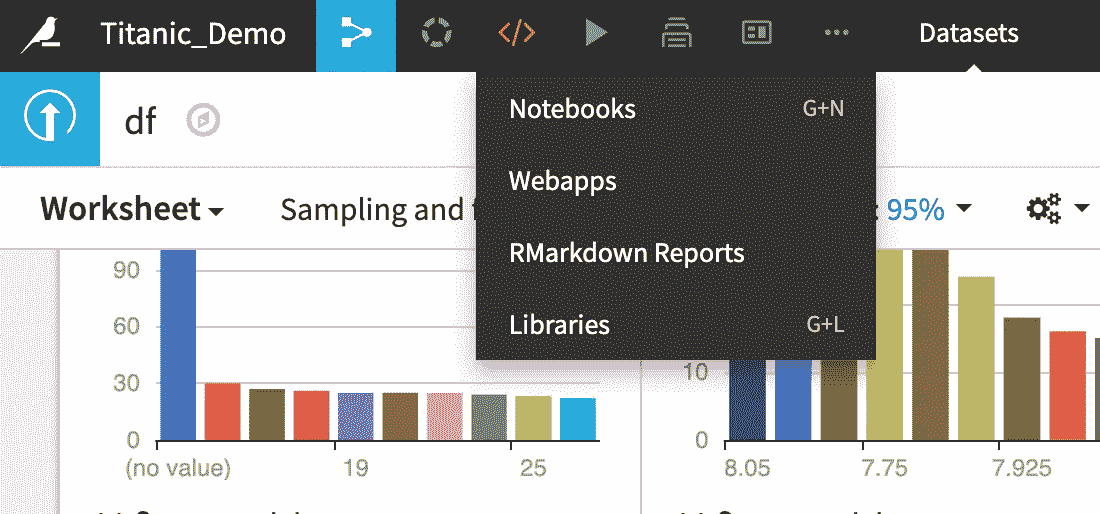 Titanic_Demo Datasets
df
Notebooks G+N
Webapps
RMarkdown Reports
Libraries G+L
Worksheet Sampling and : 95%
90
60
30
0
(no value) 19 25
10
0
8.05 7.75 7.925